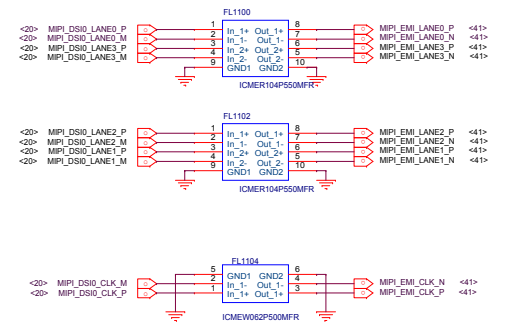 FL1100
<20> MIPI_DSI0_LANE0_P 1 In_1+ Out_1+ 8 MIPI_EMI_LANE0_P <41>
<20> MIPI_DSI0_LANE0_M 2 In_1- Out_1- 7 MIPI_EMI_LANE0_N <41>
<20> MIPI_DSI0_LANE3_P 3 In_2+ Out_2+ 6 MIPI_EMI_LANE3_P <41>
<20> MIPI_DSI0_LANE3_M 4 In_2- Out_2- 5 MIPI_EMI_LANE3_N <41>
9 GND1 GND2 10
ICMER104P550MFR
FL1102
<20> MIPI_DSI0_LANE2_P 1 In_1+ Out_1+ 8 MIPI_EMI_LANE2_P <41>
<20> MIPI_DSI0_LANE2_M 2 In_1- Out_1- 7 MIPI_EMI_LANE2_N <41>
<20> MIPI_DSI0_LANE1_P 3 In_2+ Out_2+ 6 MIPI_EMI_LANE1_P <41>
<20> MIPI_DSI0_LANE1_M 4 In_2- Out_2- 5 MIPI_EMI_LANE1_N <41>
9 GND1 GND2 10
ICMER104P550MFR
FL1104
5 GND1 GND2 6
<20> MIPI_DSI0_CLK_M 2 In_1- Out_1- 4 MIPI_EMI_CLK_N <41>
<20> MIPI_DSI0_CLK_P 1 In_1+ Out_1+ 3 MIPI_EMI_CLK_P <41>
ICMEW062P500MFR